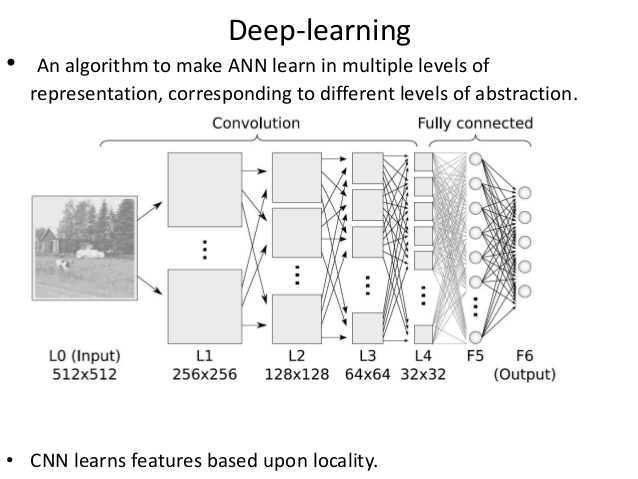 Deep-learning
• An algorithm to make ANN learn in multiple levels of
representation, corresponding to different levels of abstraction.
Convolution Fully connected
L0 (Input) L1 L2 L3 L4 F5 F6
512x512 256x256 128x128 64x64 32x32 (Output)
• CNN learns features based upon locality.